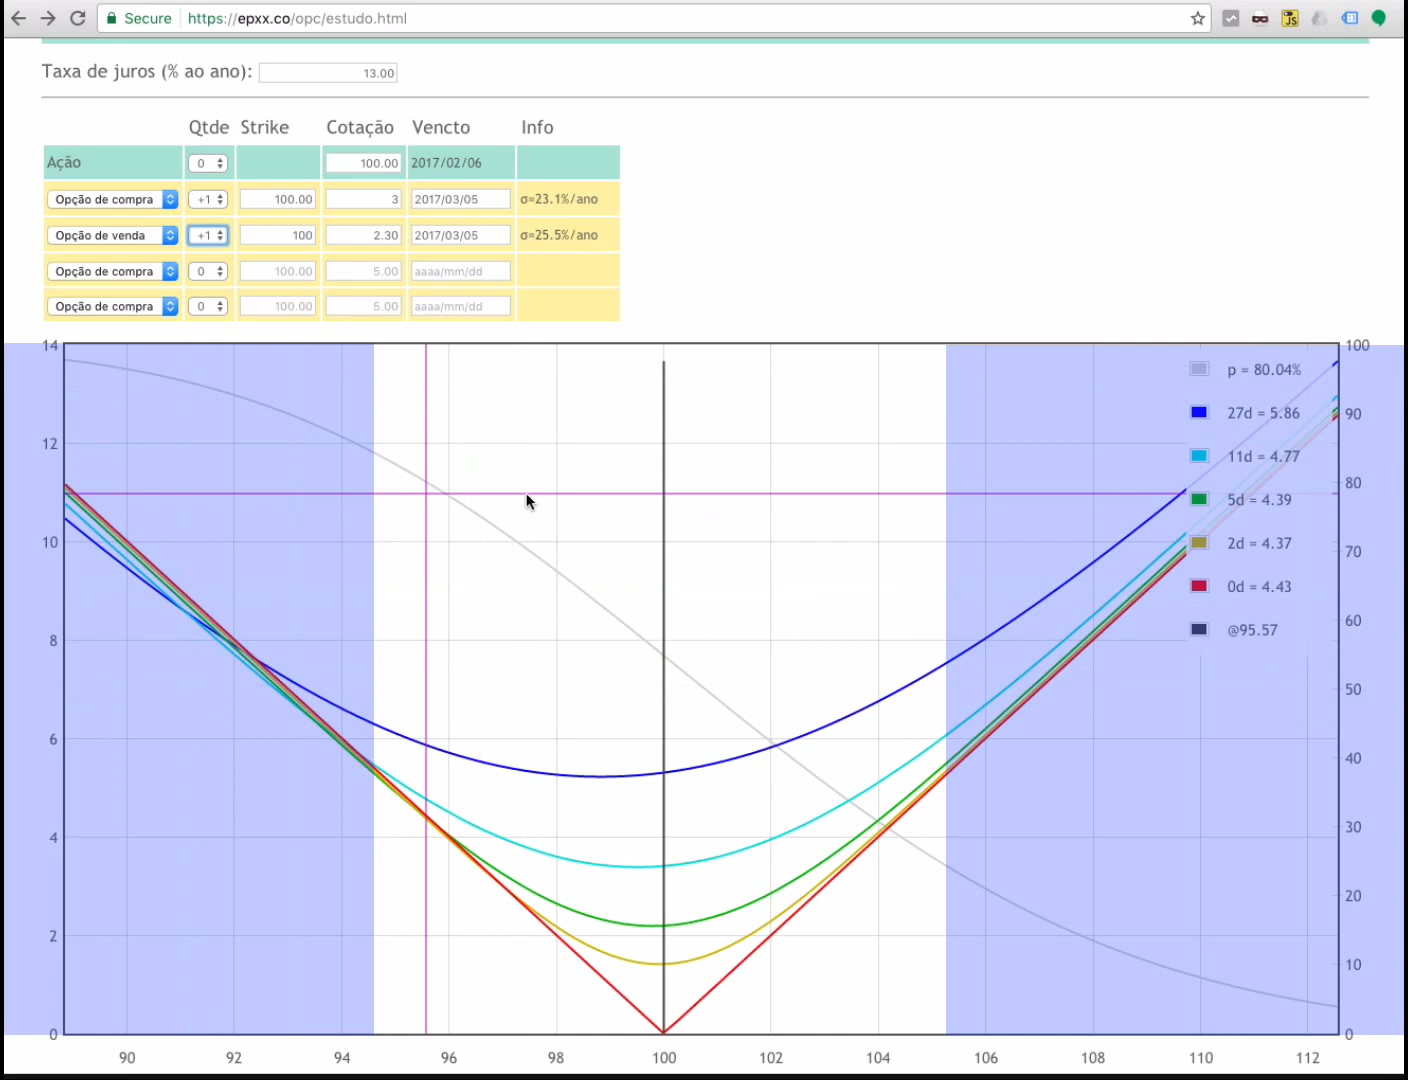 Secure https://epxx.co/opc/estudo.html
JS
Taxa de juros (% ao ano): 13.00
Qtde Strike Cotação Vencto Info
Ação 0 100.00 2017/02/06
Opção de compra +1 100.00 3 2017/03/05 σ=23.1%/ano
Opção de venda +1 100 2.30 2017/03/05 σ=25.5%/ano
Opção de compra 0 100.00 5.00 aaaa/mm/dd
Opção de compra 0 100.00 5.00 aaaa/mm/dd
14 100
p = 80.04%
27d = 5.86 90
12
11d = 4.77
80
5d = 4.39
10 2d = 4.37 70
0d = 4.43
8 60
@95.57
50
6 40
4 30
20
2 10
0 0
90 92 94 96 98 100 102 104 106 108 110 112